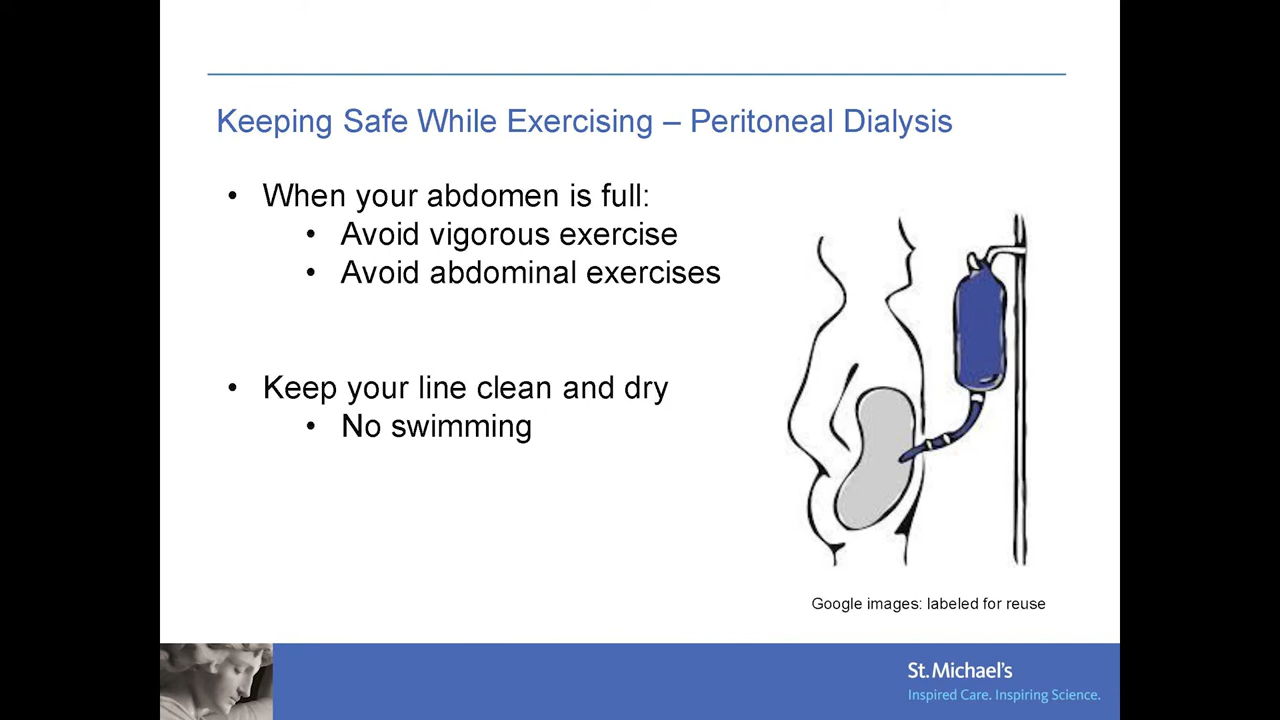 Keeping Safe While Exercising – Peritoneal Dialysis
• When your abdomen is full:
• Avoid vigorous exercise
• Avoid abdominal exercises
• Keep your line clean and dry
• No swimming
Google images: labeled for reuse
St. Michael's
Inspired Care. Inspiring Science.